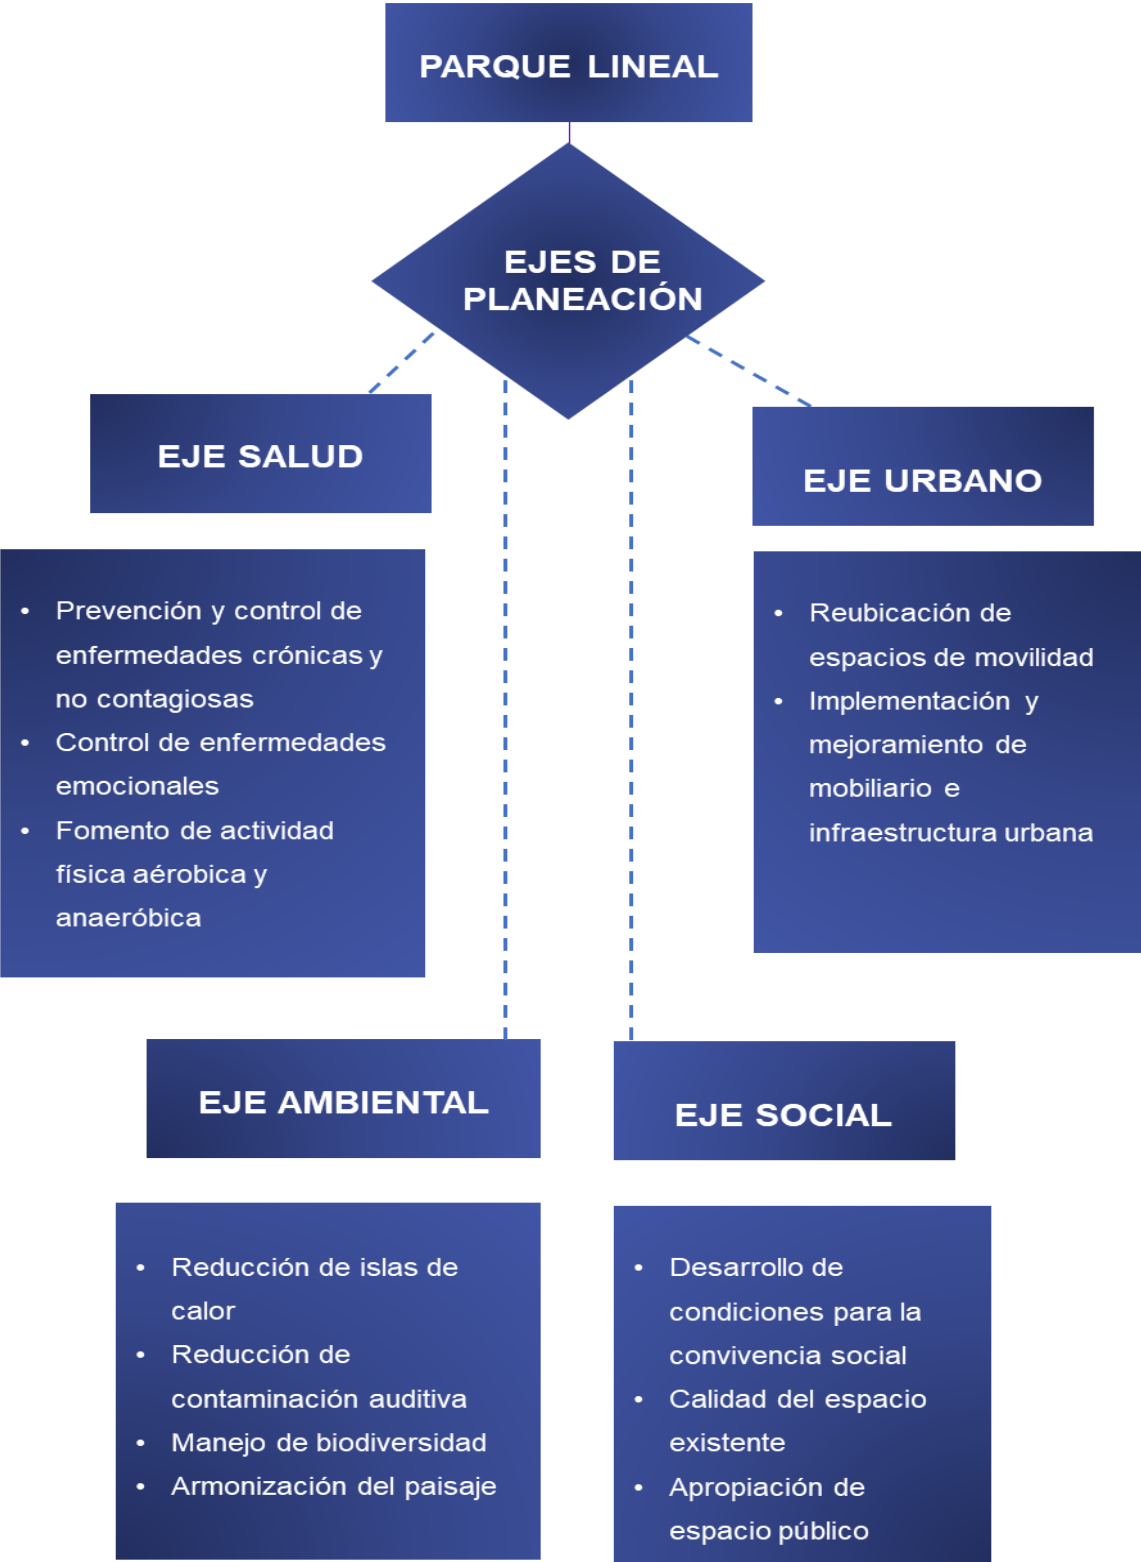 PARQUE LINEAL
EJES DE
PLANEACIÓN
EJE SALUD
• Prevención y control de
enfermedades crónicas y
no contagiosas
• Control de enfermedades
emocionales
• Fomento de actividad
física aérobica y
anaeróbica
EJE URBANO
• Reubicación de
espacios de movilidad
• Implementación y
mejoramiento de
mobiliario e
infraestructura urbana
EJE AMBIENTAL
• Reducción de islas de
calor
• Reducción de
contaminación auditiva
• Manejo de biodiversidad
• Armonización del paisaje
EJE SOCIAL
• Desarrollo de
condiciones para la
convivencia social
• Calidad del espacio
existente
• Apropiación de
espacio público